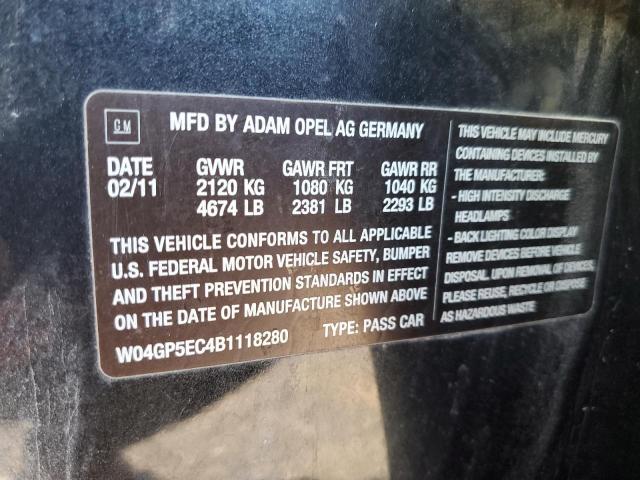 GM
MFD BY ADAM OPEL AG GERMANY
DATE GVWR GAWR FRT GAWR RR
02/11 2120 KG 1080 KG 1040 KG
4674 LB 2381 LB 2293 LB
THIS VEHICLE CONFORMS TO ALL APPLICABLE
U.S. FEDERAL MOTOR VEHICLE SAFETY, BUMPER
AND THEFT PREVENTION STANDARDS IN EFFECT
ON THE DATE OF MANUFACTURE SHOWN ABOVE
W04GP5EC4B1118280 TYPE: PASS CAR
THIS VEHICLE MAY INCLUDE MERCURY
CONTAINING DEVICES INSTALLED BY
THE MANUFACTURER:
- HIGH INTENSITY DISCHARGE
HEADLAMPS
- BACK LIGHTING COLOR DISPLAY
REMOVE DEVICES BEFORE VEHICLE
DISPOSAL. UPON REMOVAL OF DEVICES,
PLEASE REUSE, RECYCLE OR DISPOSE
AS HAZARDOUS WASTE